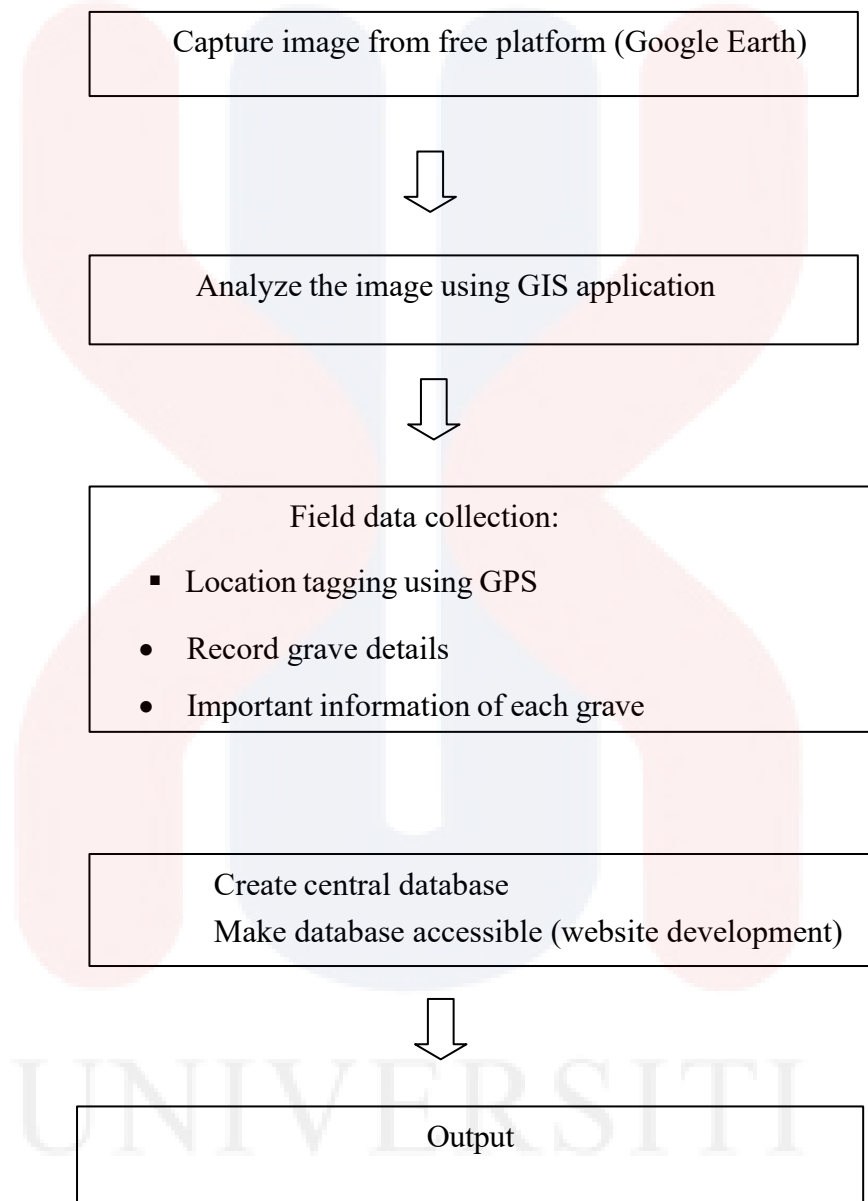 Capture image from free platform (Google Earth)
Analyze the image using GIS application
Field data collection:
▪ Location tagging using GPS
• Record grave details
• Important information of each grave
Create central database
Make database accessible (website development)
UNIVERSITI
Output